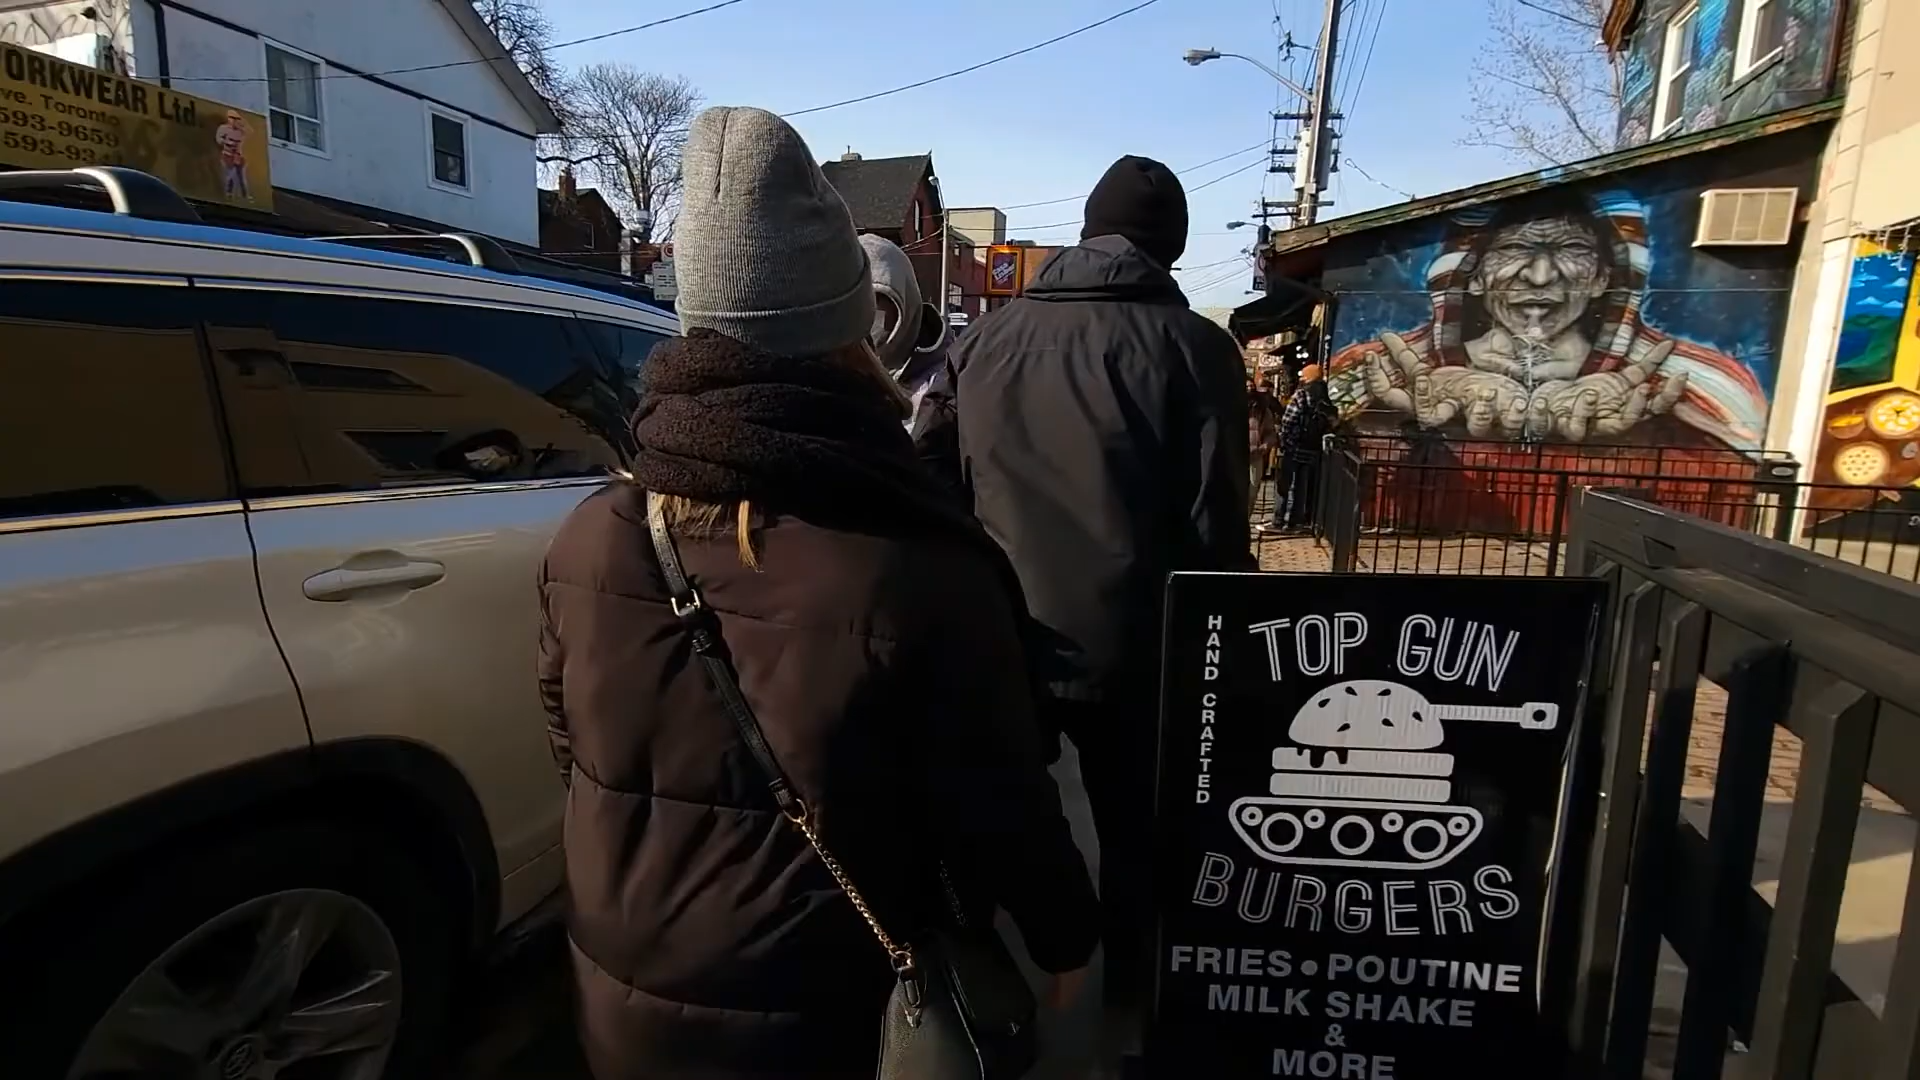 ORKWEAR Ltd.
ve. Toronto
593-9659
593-93
HAND CRAFTED
TOP GUN
BURGERS
FRIES • POUTINE
MILK SHAKE
&
MORE